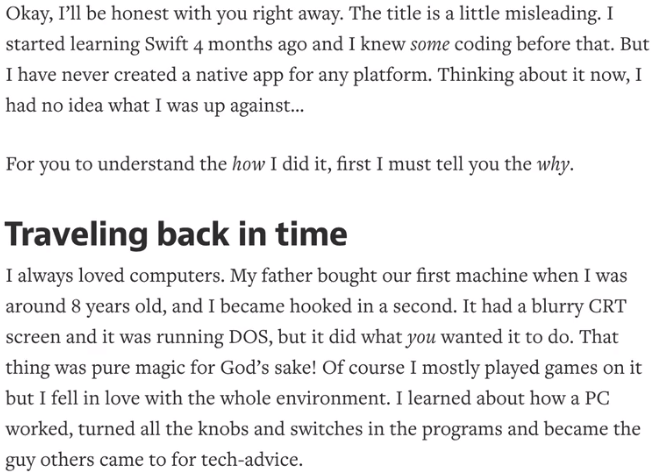 Okay, I’ll be honest with you right away. The title is a little misleading. I
started learning Swift 4 months ago and I knew some coding before that. But
I have never created a native app for any platform. Thinking about it now, I
had no idea what I was up against…
For you to understand the how I did it, first I must tell you the why.
Traveling back in time
I always loved computers. My father bought our first machine when I was
around 8 years old, and I became hooked in a second. It had a blurry CRT
screen and it was running DOS, but it did what you wanted it to do. That
thing was pure magic for God’s sake! Of course I mostly played games on it
but I fell in love with the whole environment. I learned about how a PC
worked, turned all the knobs and switches in the programs and became the
guy others came to for tech-advice.